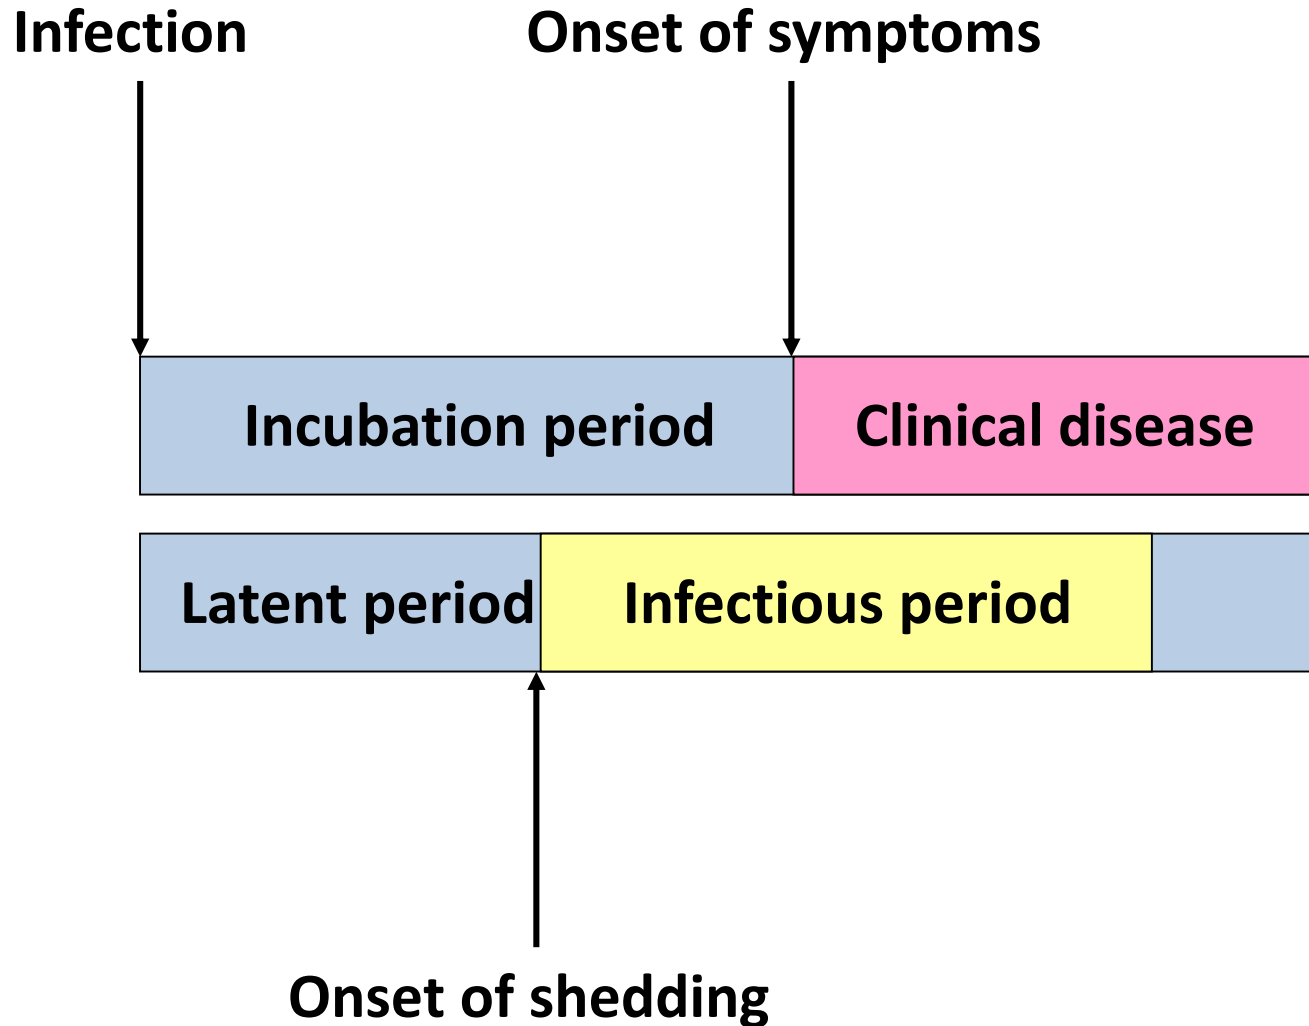 Infection
Onset of symptoms
Incubation period
Clinical disease
Latent period
Infectious period
Onset of shedding